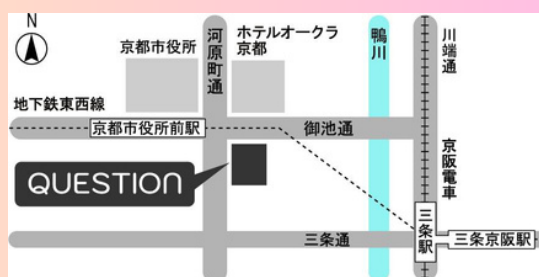 N
京都市役所
河原町通
ホテルオークラ
京都
鴨川
川端通
地下鉄東西線
京都市役所前駅
御池通
京阪電車
QUESTION
三条通
三条駅
三条京阪駅